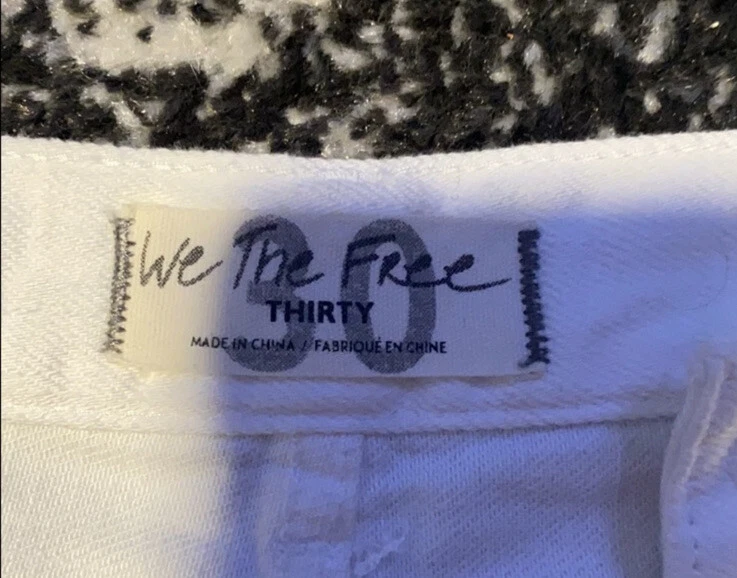 We The Free
30
THIRTY
MADE IN CHINA / FABRIQUÉ EN CHINE